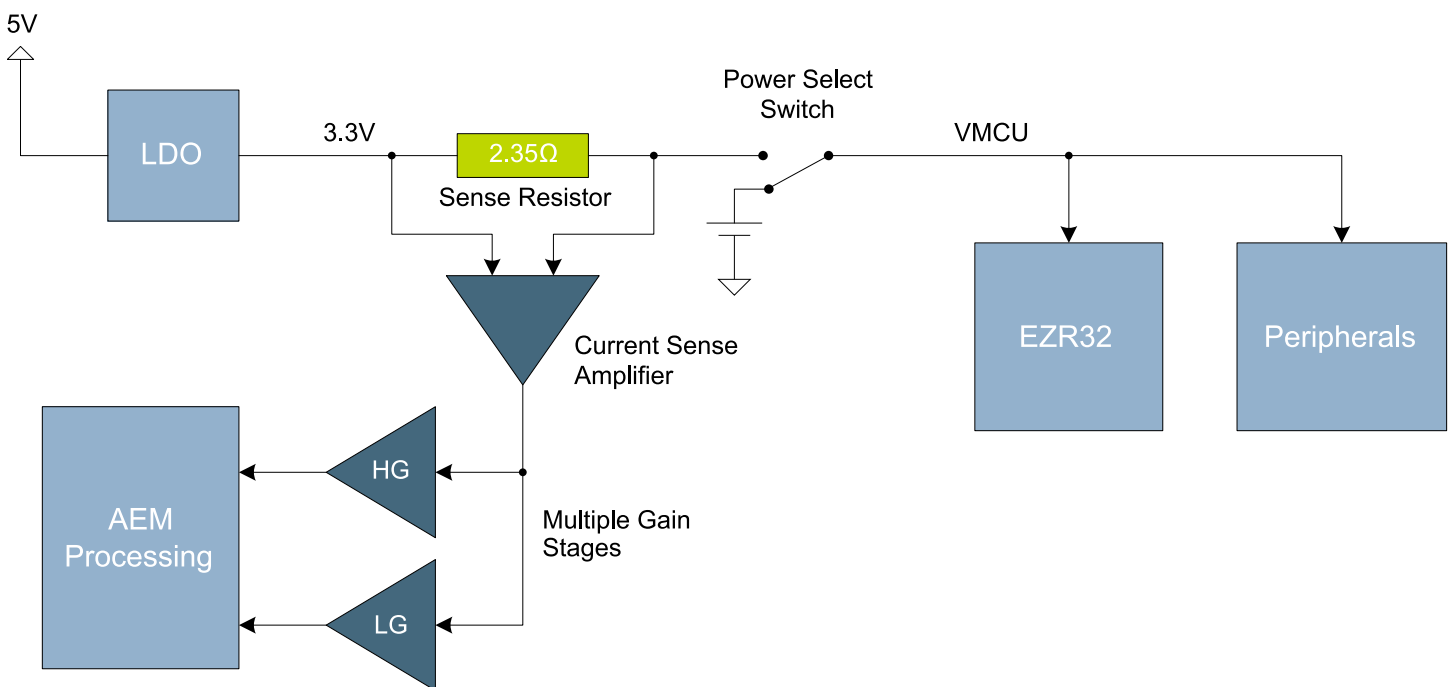 5V
LDO
3.3V
2.35Ω
Sense Resistor
Power Select
Switch
VMCU
EZR32
Peripherals
Current Sense
Amplifier
HG
AEM
Processing
Multiple Gain
Stages
LG